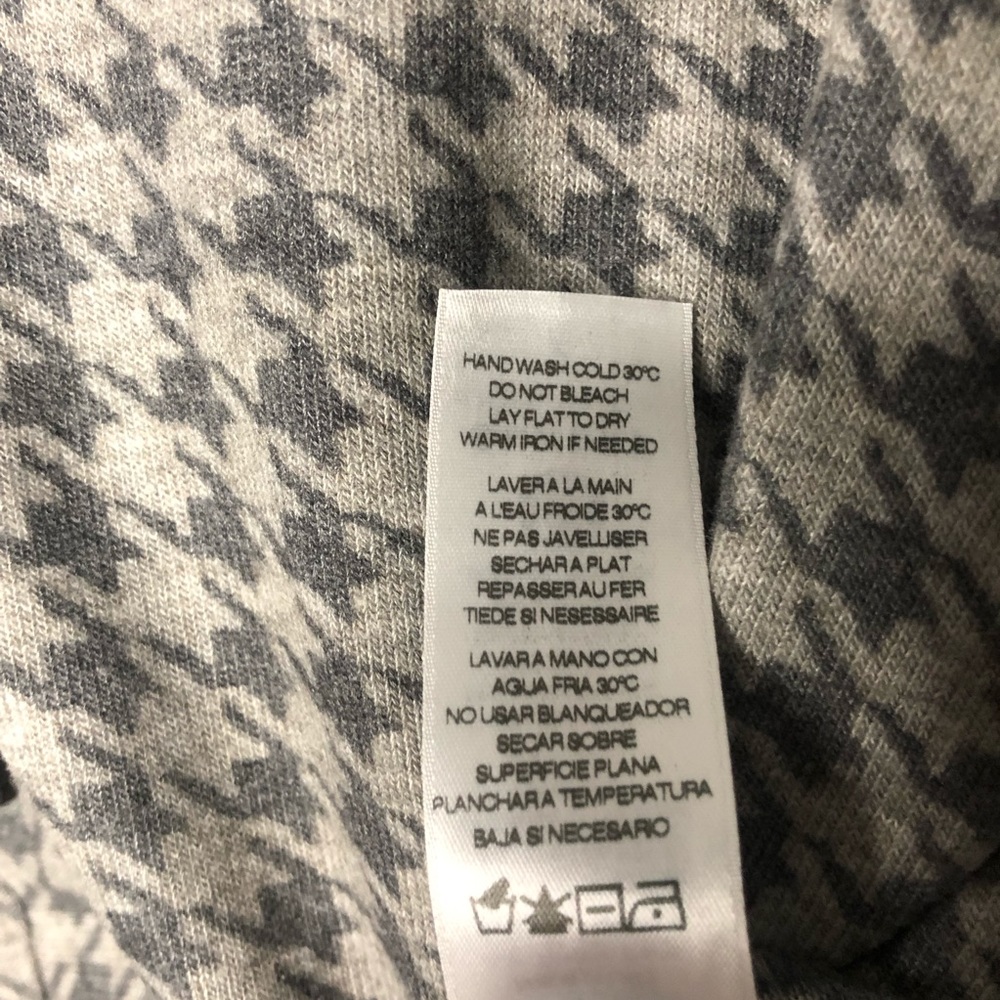 HAND WASH COLD 30°C
DO NOT BLEACH
LAY FLAT TO DRY
WARM IRON IF NEEDED
LAVER A LA MAIN
A L'EAU FROIDE 30°C
NE PAS JAVELLISER
SECHAR A PLAT
REPASSER AU FER
TIEDE SI NESESSAIRE
LAVAR A MANO CON
AGUA FRIA 30°C
NO USAR BLANQUEADOR
SECAR SOBRE
SUPERFICIE PLANA
PLANCHAR A TEMPERATURA
BAJA SI NECESARIO